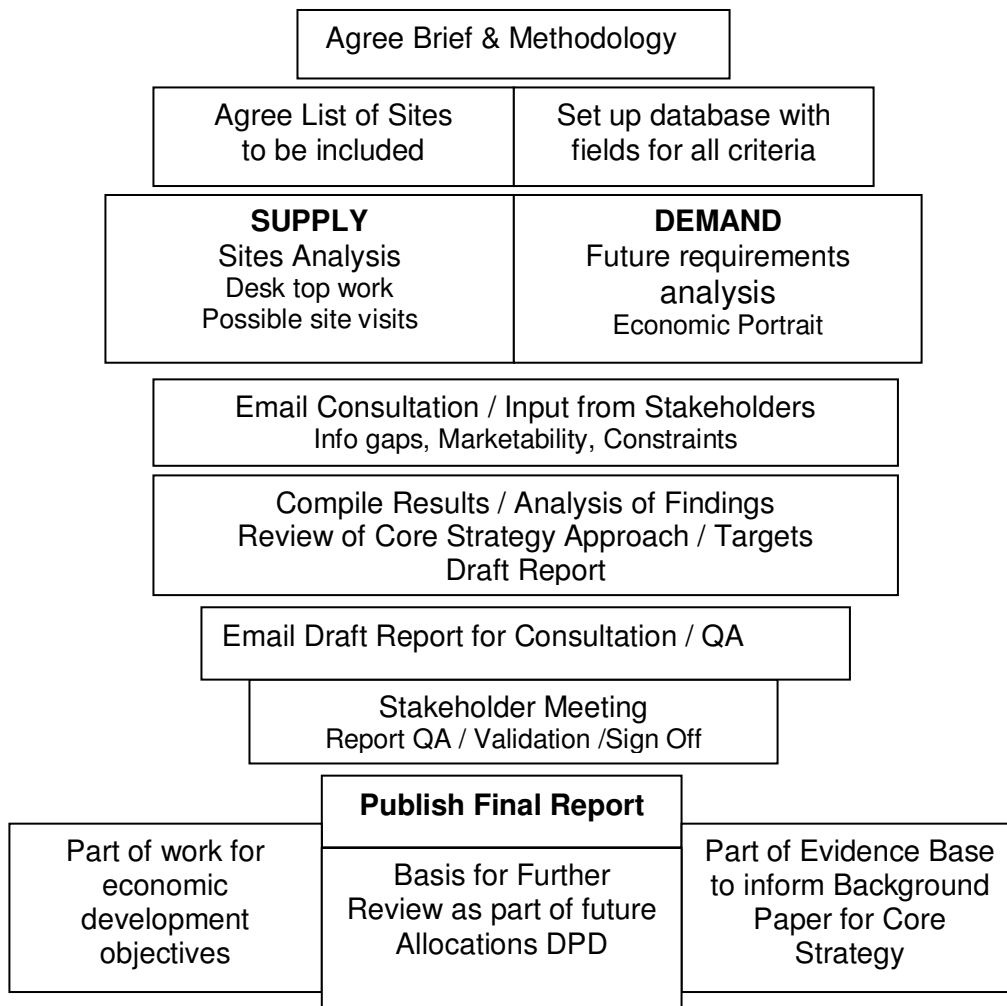 Agree Brief & Methodology
Agree List of Sites
to be included
Set up database with
fields for all criteria
SUPPLY
Sites Analysis
Desk top work
Possible site visits
DEMAND
Future requirements
analysis
Economic Portrait
Email Consultation / Input from Stakeholders
Info gaps, Marketability, Constraints
Compile Results / Analysis of Findings
Review of Core Strategy Approach / Targets
Draft Report
Email Draft Report for Consultation / QA
Stakeholder Meeting
Report QA / Validation /Sign Off
Publish Final Report
Part of work for
economic
development
objectives
Basis for Further
Review as part of future
Allocations DPD
Part of Evidence Base
to inform Background
Paper for Core
Strategy